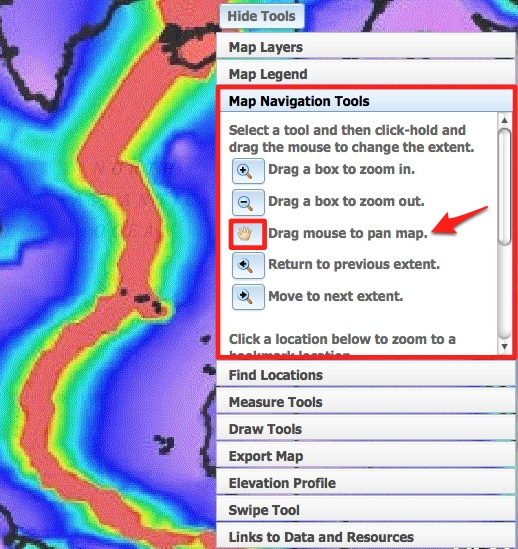 Hide Tools
Map Layers
Map Legend
Map Navigation Tools
Select a tool and then click-hold and
drag the mouse to change the extent.
Drag a box to zoom in.
Drag a box to zoom out.
Drag mouse to pan map.
Return to previous extent.
Move to next extent.
Click a location below to zoom to a
bookmark location
Find Locations
Measure Tools
Draw Tools
Export Map
Elevation Profile
Swipe Tool
Links to Data and Resources